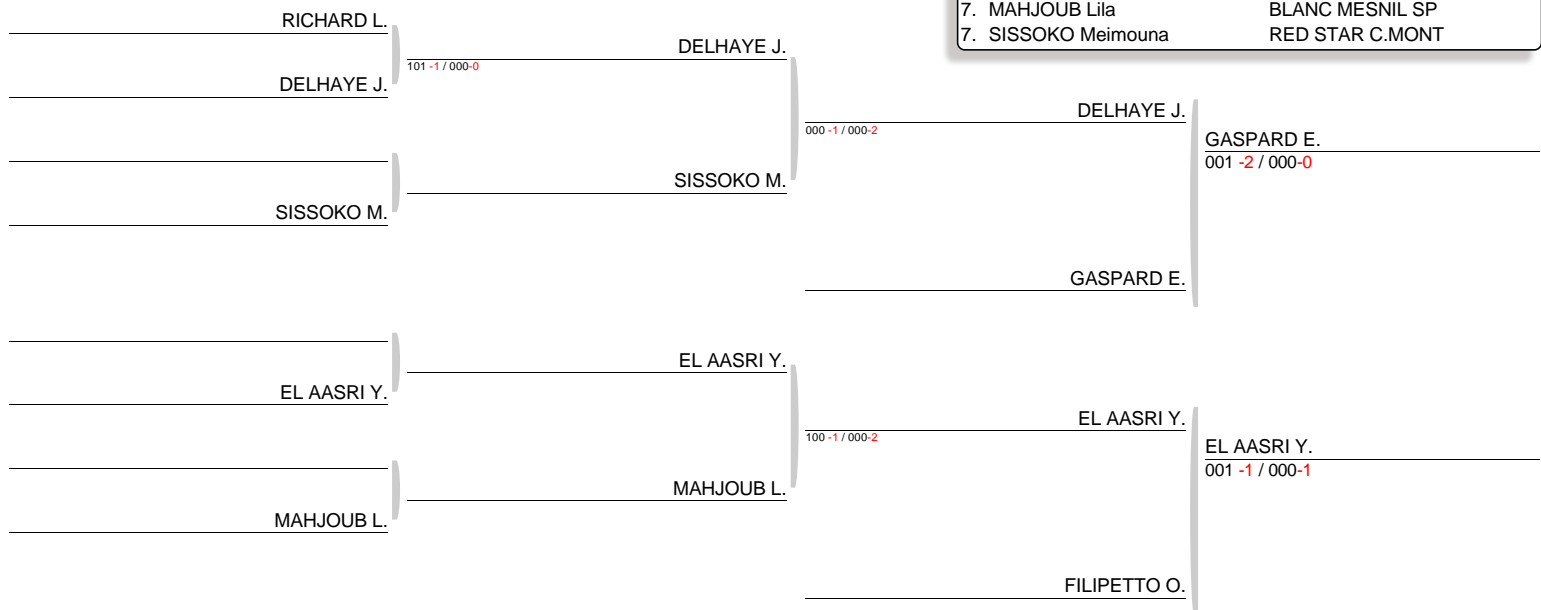 7. MAHJOUB Lila BLANC MESNIL SP
7. SISSOKO Meimouna RED STAR C.MONT
RICHARD L.
DELHAYE J.
101 -1 / 000-0
DELHAYE J.
SISSOKO M.
SISSOKO M.
000 -1 / 000-2
DELHAYE J.
GASPARD E.
GASPARD E.
001 -2 / 000-0
EL AASRI Y.
EL AASRI Y.
MAHJOUB L.
MAHJOUB L.
100 -1 / 000-2
EL AASRI Y.
FILIPETTO O.
EL AASRI Y.
001 -1 / 000-1